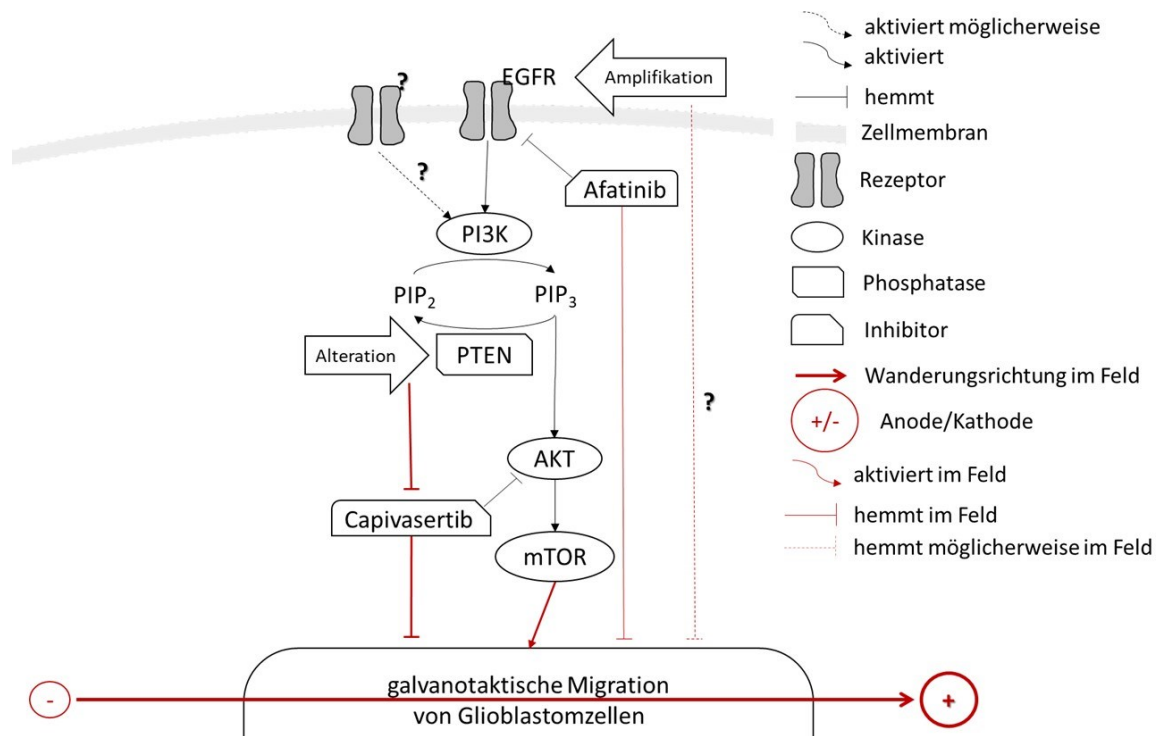 ?
EGFR
Amplifikation
?
Afatinib
PI3K
PIP2
PIP3
Alteration
PTEN
?
AKT
Capivasertib
mTOR
galvanotaktische Migration
von Glioblastomzellen
-
+
aktiviert möglicherweise
aktiviert
hemmt
Zellmembran
Rezeptor
Kinase
Phosphatase
Inhibitor
Wanderungsrichtung im Feld
+/-
Anode/Kathode
aktiviert im Feld
hemmt im Feld
hemmt möglicherweise im Feld